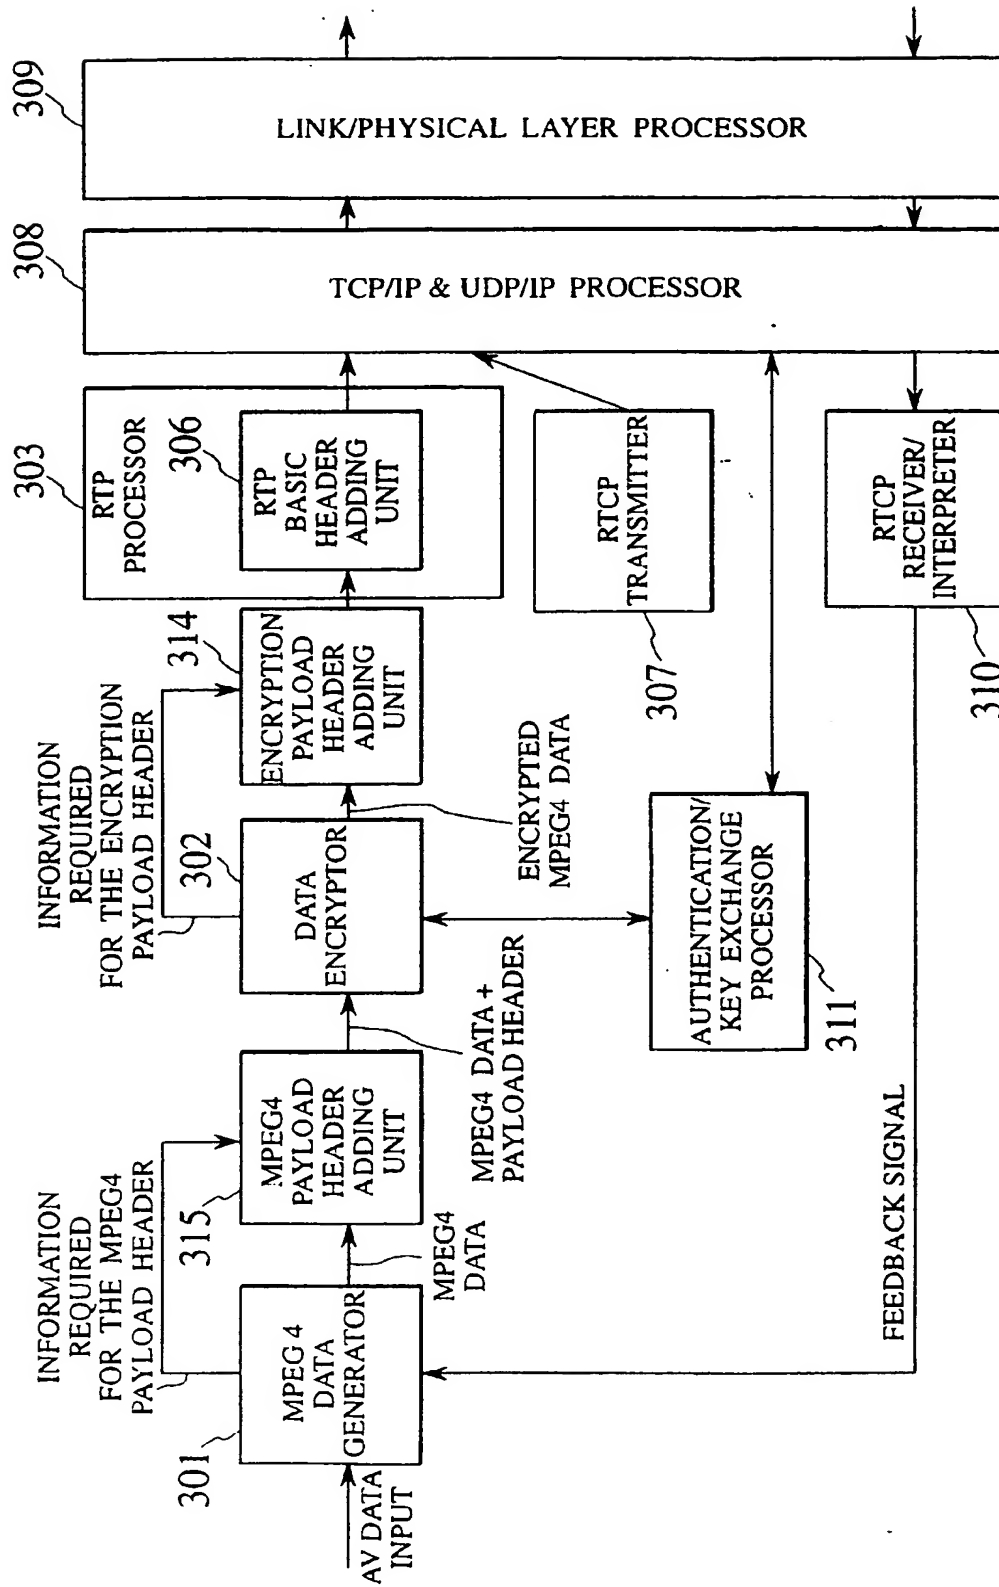 309
LINK/PHYSICAL LAYER PROCESSOR
308
TCP/IP & UDP/IP PROCESSOR
303
RTP
PROCESSOR
306
RTP
BASIC
HEADER
ADDING
UNIT
RTCP
TRANSMITTER
307
RTCP
RECEIVER/
INTERPRETER
310
314
ENCRYPTION
PAYLOAD
HEADER
ADDING
UNIT
INFORMATION
REQUIRED
FOR THE ENCRYPTION
PAYLOAD HEADER
302
DATA
ENCRYPTOR
ENCRYPTED
MPEG4 DATA
AUTHENTICATION/
KEY EXCHANGE
PROCESSOR
311
MPEG4 DATA +
PAYLOAD HEADER
315
MPEG4
PAYLOAD
HEADER
ADDING
UNIT
INFORMATION
REQUIRED
FOR THE MPEG4
PAYLOAD HEADER
MPEG4
DATA
301
MPEG 4
DATA
GENERATOR
AV DATA
INPUT
FEEDBACK SIGNAL